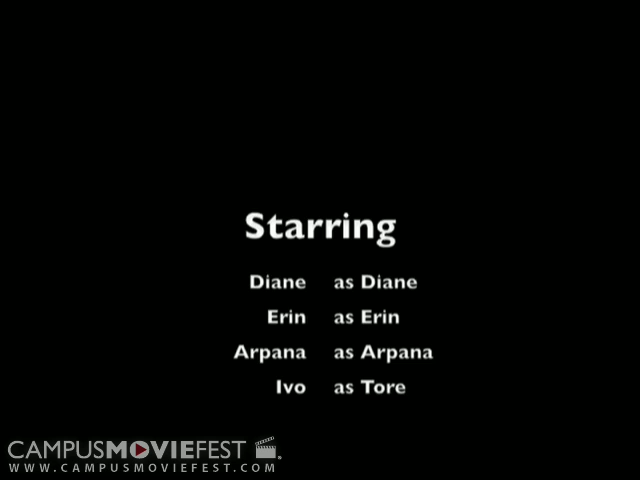 Starring
Diane as Diane
Erin as Erin
Arpana as Arpana
Ivo as Tore
CAMPUSMOVIEFEST
WWW.CAMPUSMOVIEFEST.COM